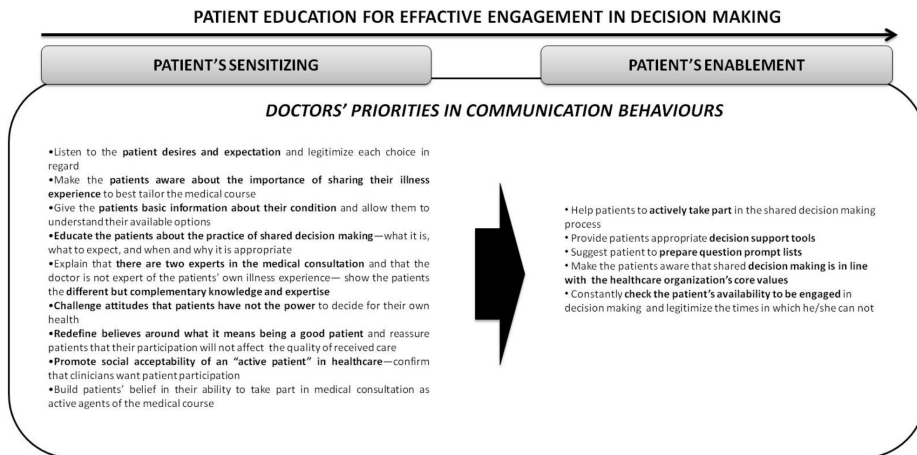 PATIENT EDUCATION FOR EFFACTIVE ENGAGEMENT IN DECISION MAKING
PATIENT'S SENSITIZING
PATIENT'S ENABLEMENT
DOCTORS' PRIORITIES IN COMMUNICATION BEHAVIOURS
•Listen to the patient desires and expectation and legitimize each choice in
regard
•Make the patients aware about the importance of sharing their illness
experience to best tailor the medical course
•Give the patients basic information about their condition and allow them to
understand their available options
•Educate the patients about the practice of shared decision making—what it is,
what to expect, and when and why it is appropriate
•Explain that there are two experts in the medical consultation and that the
doctor is not expert of the patients' own illness experience— show the patients
the different but complementary knowledge and expertise
•Challenge attitudes that patients have not the power to decide for their own
health
•Redefine believes around what it means being a good patient and reassure
patients that their participation will not affect the quality of received care
•Promote social acceptability of an “active patient” in healthcare—confirm
that clinicians want patient participation
•Build patients' belief in their ability to take part in medical consultation as
active agents of the medical course
• Help patients to actively take part in the shared decision making
process
• Provide patients appropriate decision support tools
• Suggest patient to prepare question prompt lists
• Make the patients aware that shared decision making is in line
with the healthcare organization's core values
• Constantly check the patient's availability to be engaged in
decision making and legitimize the times in which he/she can not